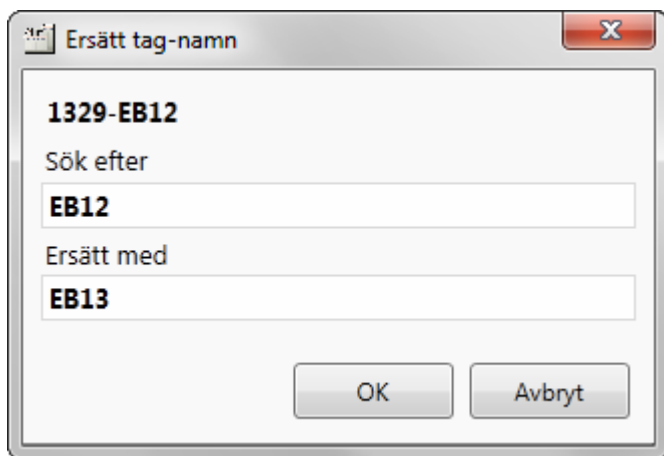 Ersätt tag-namn
1329-EB12
Sök efter
EB12
Ersätt med
EB13
OK Avbryt